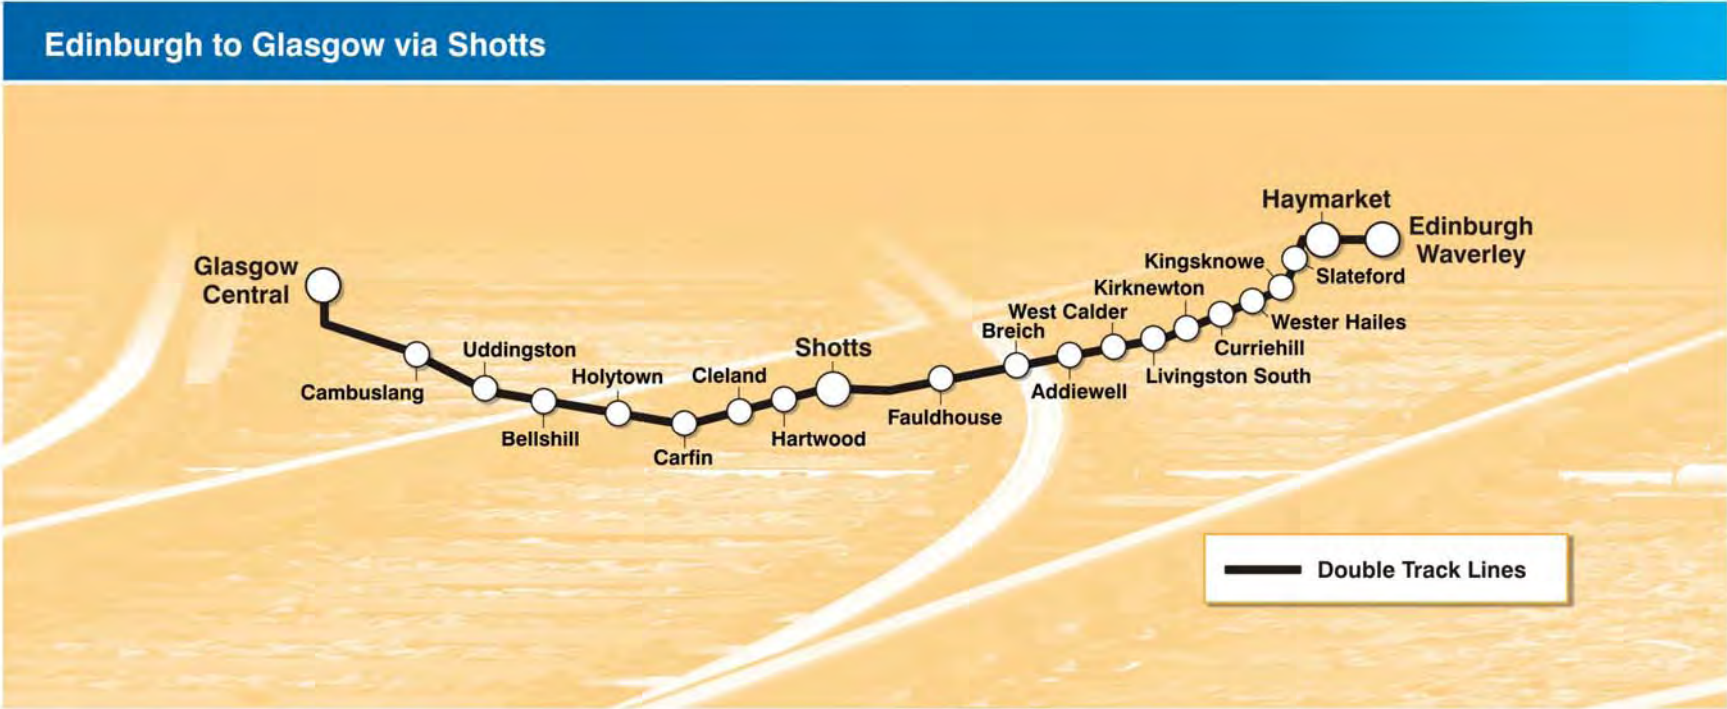 Edinburgh to Glasgow via Shotts
Haymarket
Edinburgh
Waverley
Glasgow
Central
Kingsknowe
Slateford
Kirknewton
West Calder
Wester Hailes
Breich
Uddingston
Shotts
Curriehill
Holytown
Cleland
Livingston South
Cambuslang
Addiewell
Fauldhouse
Bellshill
Hartwood
Carfin
Double Track Lines